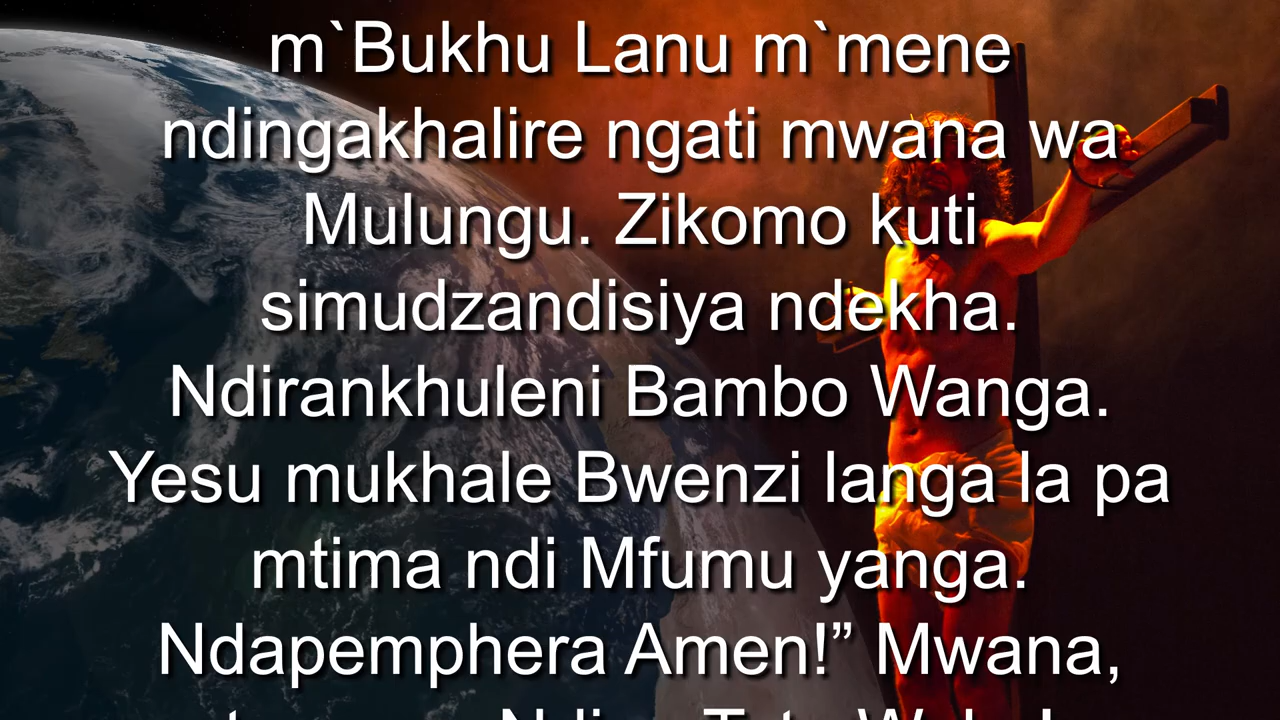 m`Bukhu Lanu m`mene
ndingakhalire ngati mwana wa
Mulungu. Zikomo kuti
simudzandisiya ndekha.
Ndirankhuleni Bambo Wanga.
Yesu mukhale Bwenzi langa la pa
mtima ndi Mfumu yanga.
Ndapemphera Amen!” Mwana,